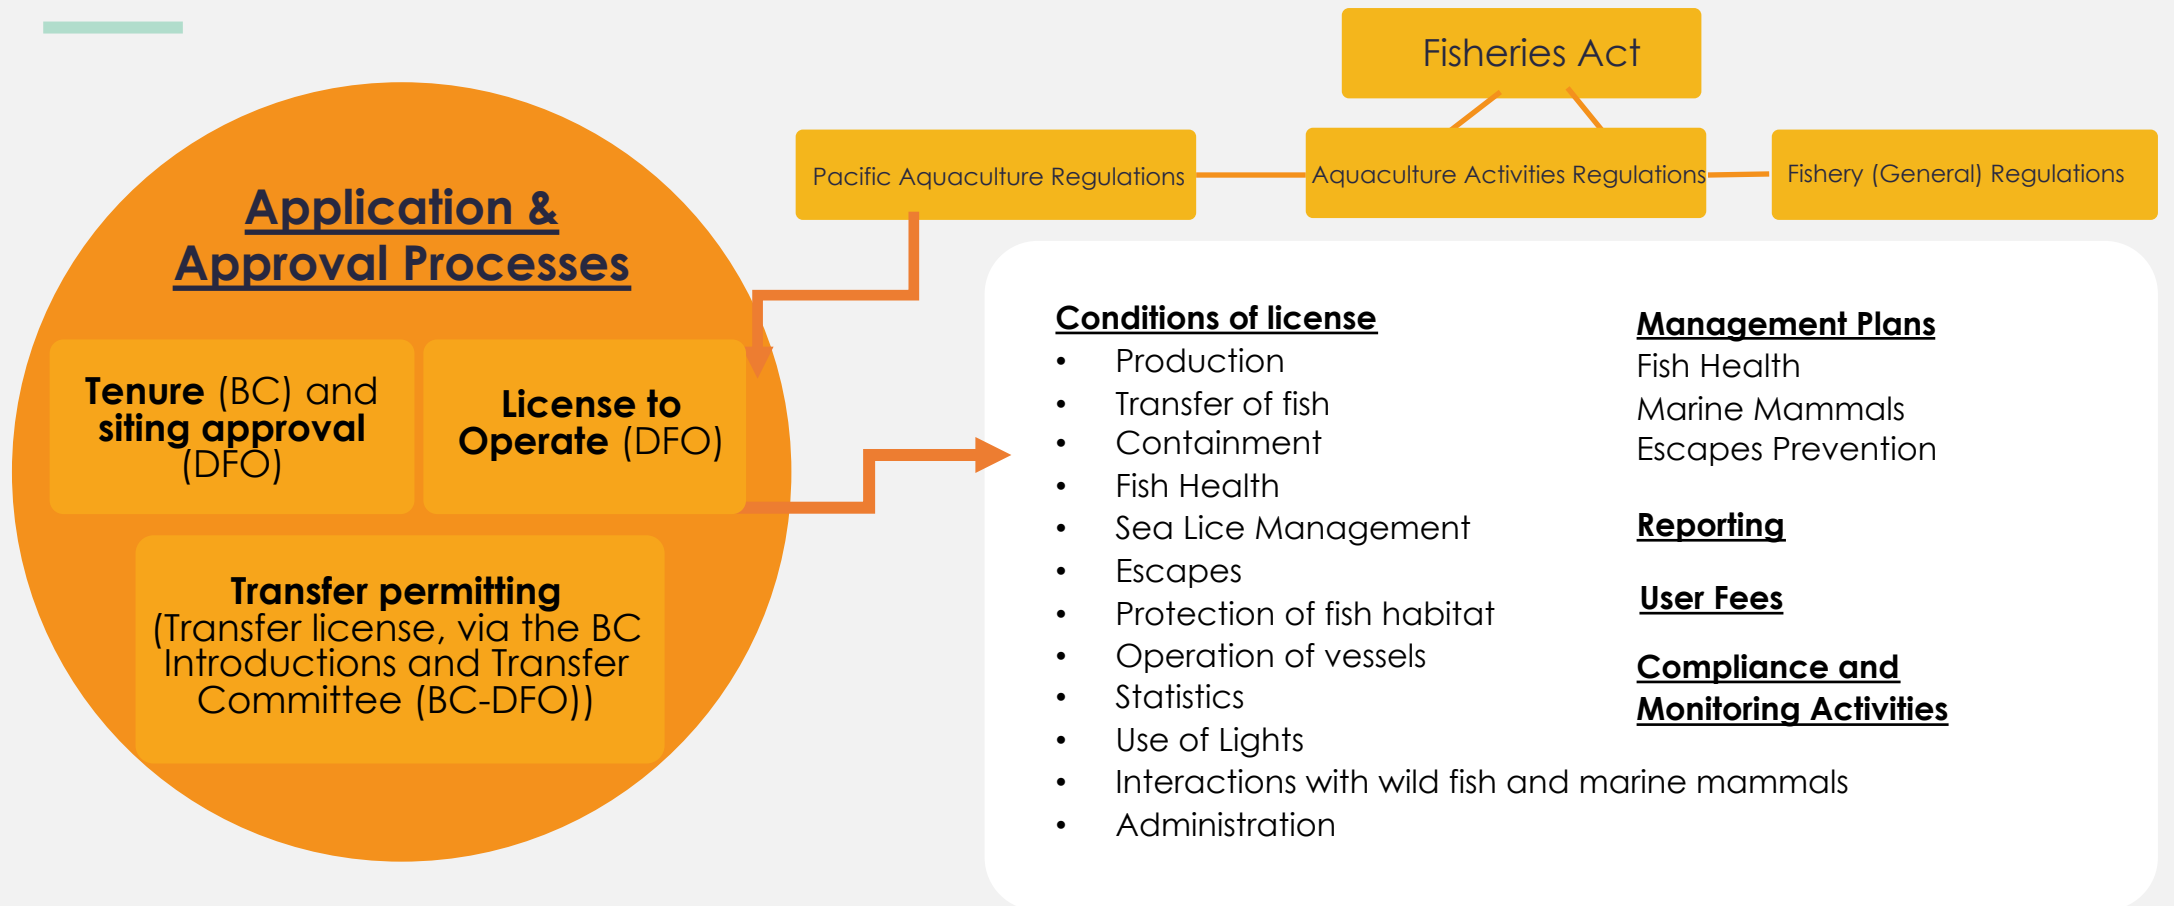 Fisheries Act
Pacific Aquaculture Regulations
Aquaculture Activities Regulations
Fishery (General) Regulations
Application &
Approval Processes
Tenure (BC) and
siting approval
(DFO)
License to
Operate (DFO)
Transfer permitting
(Transfer license, via the BC
Introductions and Transfer
Committee (BC-DFO))
Conditions of license
• Production
• Transfer of fish
• Containment
• Fish Health
• Sea Lice Management
• Escapes
• Protection of fish habitat
• Operation of vessels
• Statistics
• Use of Lights
• Interactions with wild fish and marine mammals
• Administration
Management Plans
Fish Health
Marine Mammals
Escapes Prevention
Reporting
User Fees
Compliance and
Monitoring Activities